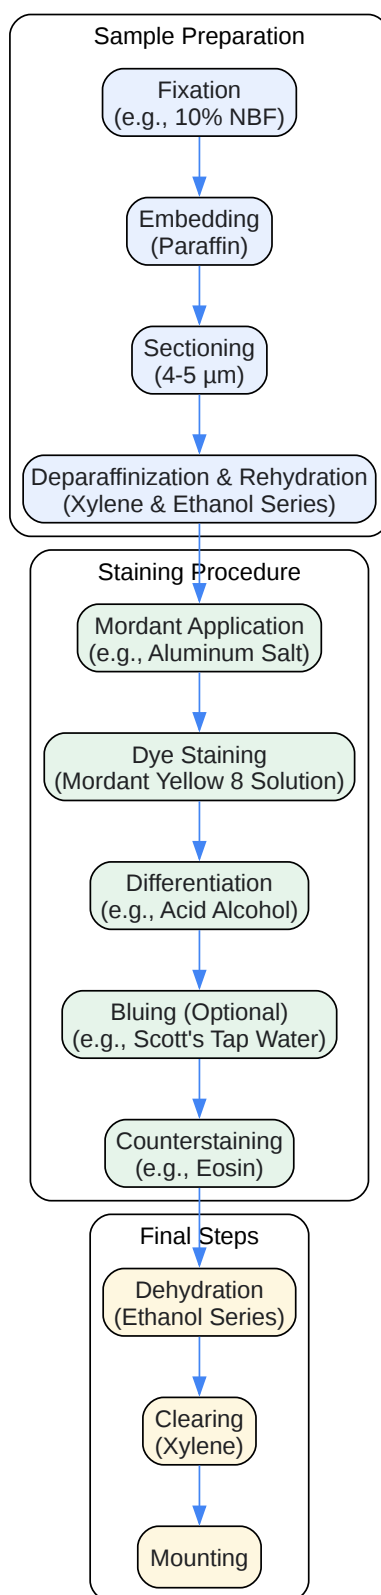 Sample Preparation
Fixation
(e.g., 10% NBF)
Embedding
(Paraffin)
Sectioning
(4-5 µm)
Deparaffinization & Rehydration
(Xylene & Ethanol Series)
Staining Procedure
Mordant Application
(e.g., Aluminum Salt)
Dye Staining
(Mordant Yellow 8 Solution)
Differentiation
(e.g., Acid Alcohol)
Bluing (Optional)
(e.g., Scott's Tap Water)
Counterstaining
(e.g., Eosin)
Final Steps
Dehydration
(Ethanol Series)
Clearing
(Xylene)
Mounting